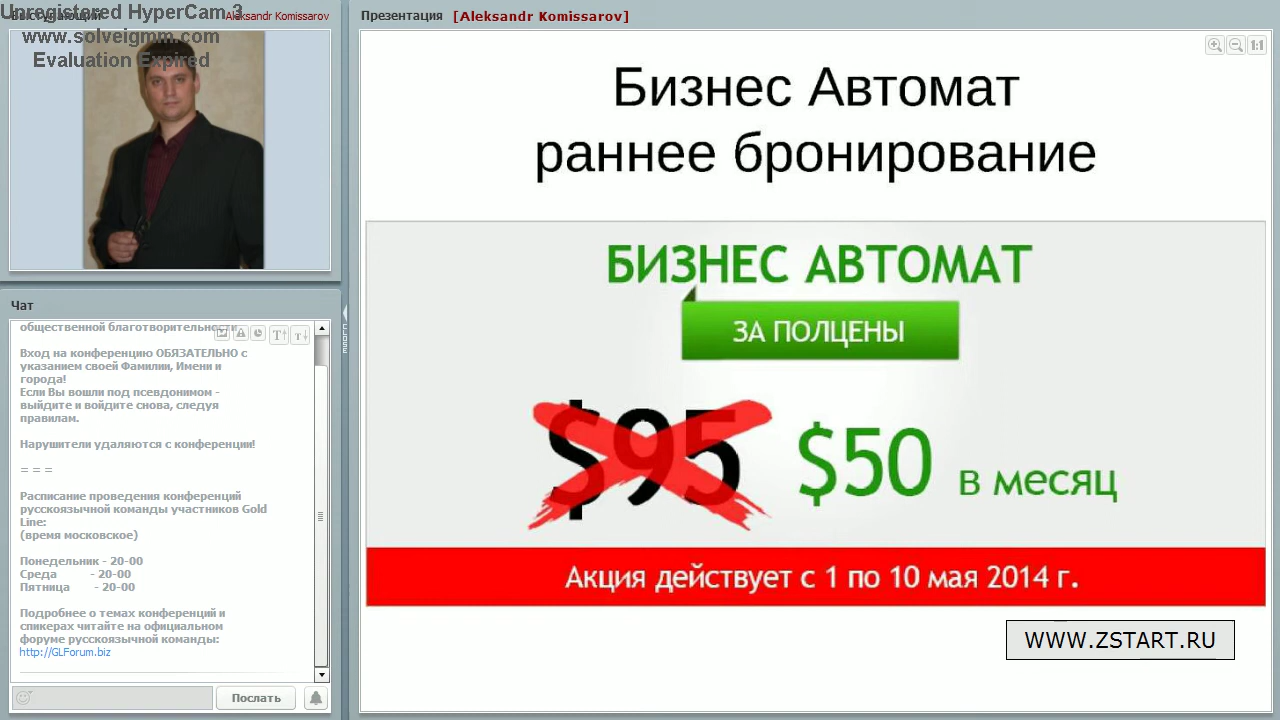 Unregistered HyperCam 3
www.solveigmm.com
Evaluation Expired
Aleksandr Komissarov
Презентация [Aleksandr Komissarov]
1:1
Бизнес Автомат
раннее бронирование
БИЗНЕС АВТОМАТ
ЗА ПОЛЦЕНЫ
$95 $50 в месяц
Акция действует с 1 по 10 мая 2014 г.
WWW.ZSTART.RU
Чат
общественной благотворительности
Вход на конференцию ОБЯЗАТЕЛЬНО с
указанием своей Фамилии, Имени и
города!
Если Вы вошли под псевдонимом -
выйдите и войдите снова, следуя
правилам.
Нарушители удаляются с конференции!
= = =
Расписание проведения конференций
русскоязычной команды участников Gold
Line:
(время московское)
Понедельник - 20-00
Среда - 20-00
Пятница - 20-00
Подробнее о темах конференций и
спикерах читайте на официальном
форуме русскоязычной команды:
http://GLForum.biz
Послать